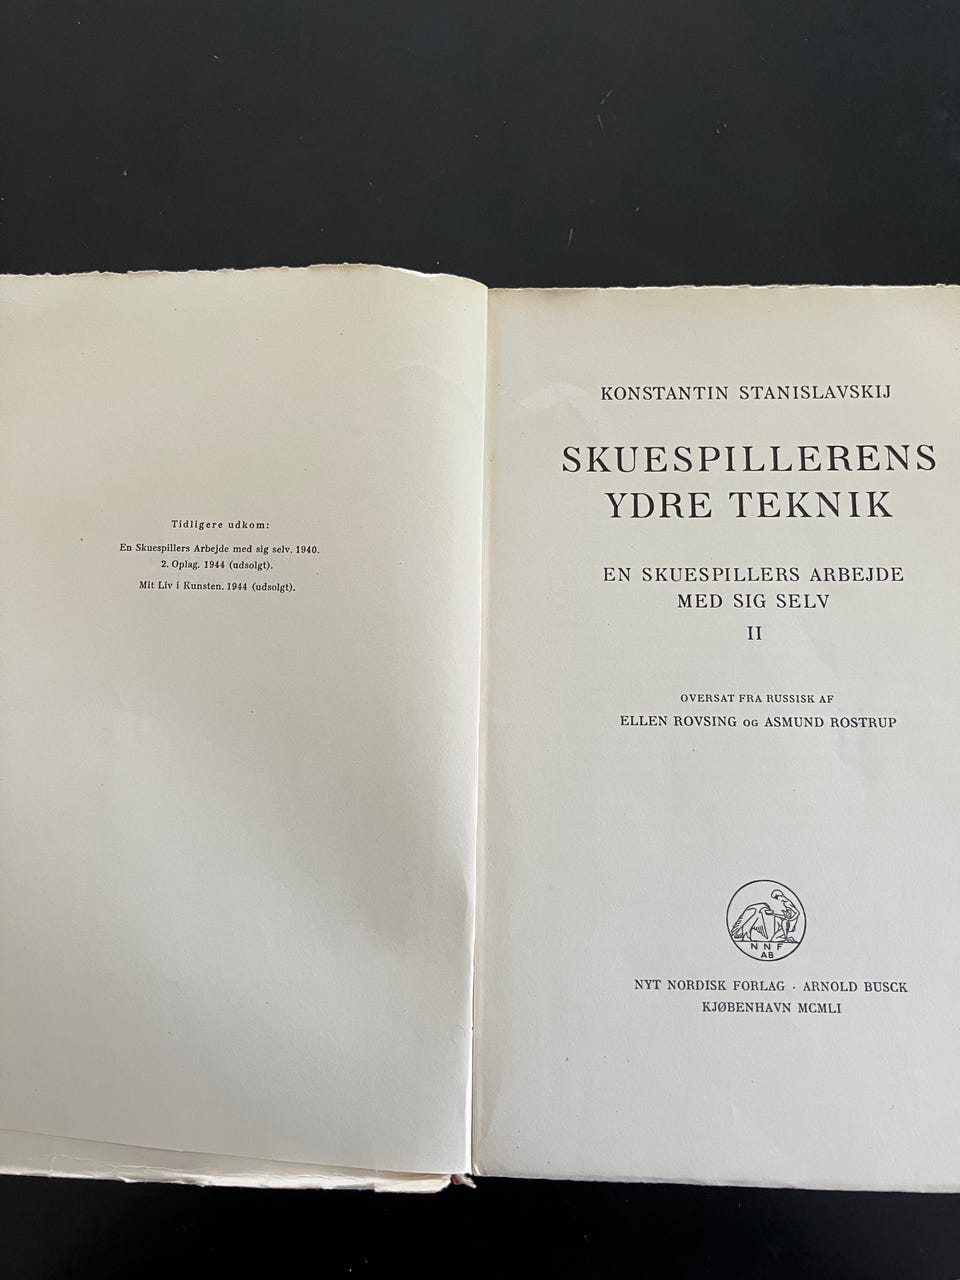 Tidligere udkom:
En Skuespillers Arbejde med sig selv. 1940.
2. Oplag. 1944 (udsolgt).
Mit Liv i Kunsten. 1944 (udsolgt).
KONSTANTIN STANISLAVSKIJ
SKUESPILLERENS
YDRE TEKNIK
EN SKUESPILLERS ARBEJDE
MED SIG SELV
II
OVERSAT FRA RUSSISK AF
ELLEN ROVSING OG ASMUND ROSTRUP
N N F
AB
NYT NORDISK FORLAG · ARNOLD BUSCK
KJØBENHAVN MCMLI